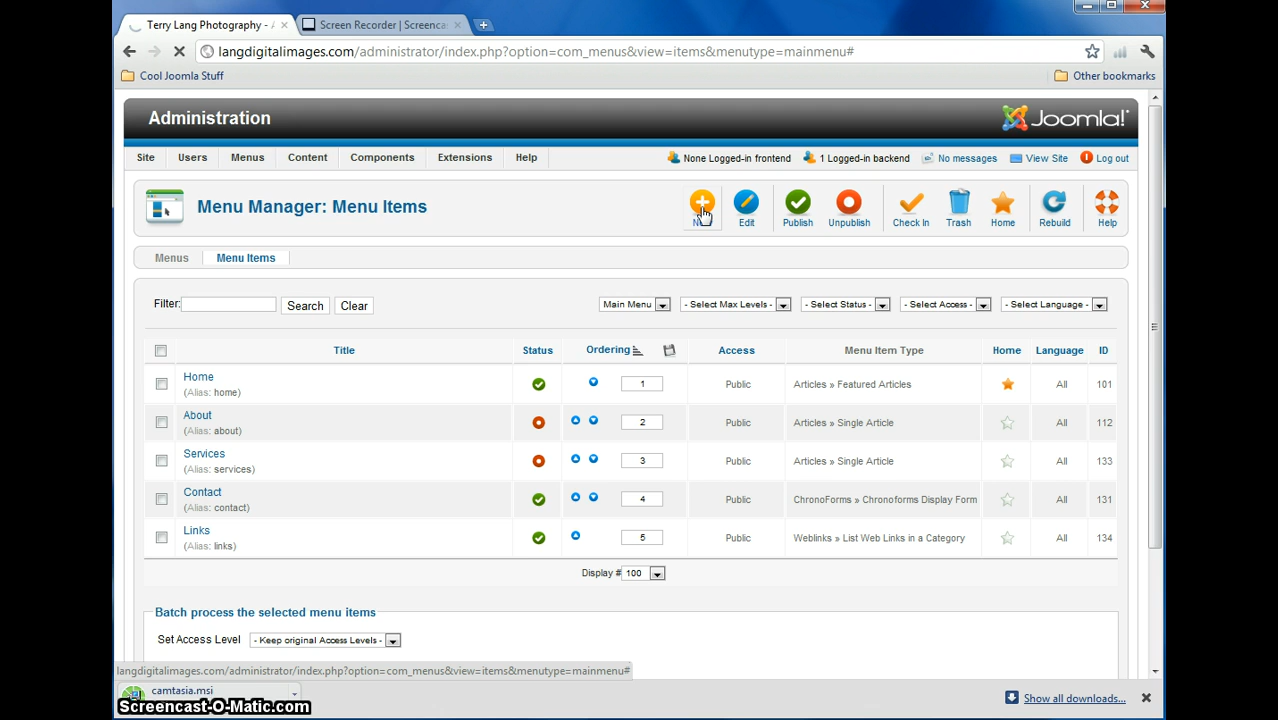 Terry Lang Photography - A
Screen Recorder | Screencas
langdigitalimages.com/administrator/index.php?option=com_menus&view=items&menutype=mainmenu#
Cool Joomla Stuff
Other bookmarks
Administration
Joomla!
Site Users Menus Content Components Extensions Help
None Logged-in frontend 1 Logged-in backend No messages View Site Log out
Menu Manager: Menu Items
Edit Publish Unpublish Check In Trash Home Rebuild Help
Menus Menu Items
Filter: Search Clear Main Menu - Select Max Levels - - Select Status - - Select Access - - Select Language -
Title Status Ordering Access Menu Item Type Home Language ID
Home 1 Public Articles » Featured Articles All 101
(Alias: home)
About 2 Public Articles » Single Article All 112
(Alias: about)
Services 3 Public Articles » Single Article All 133
(Alias: services)
Contact 4 Public ChronoForms » Chronoforms Display Form All 131
(Alias: contact)
Links 5 Public Weblinks » List Web Links in a Category All 134
(Alias: links)
Display # 100
Batch process the selected menu items
Set Access Level - Keep original Access Levels -
langdigitalimages.com/administrator/index.php?option=com_menus&view=items&menutype=mainmenu#
camtasia.msi
Show all downloads...
Screencast-O-Matic.com